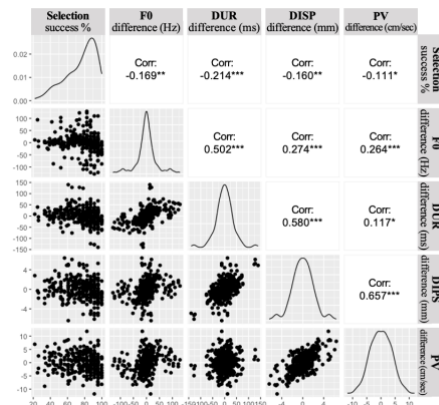 Selection F0 DUR DISP PV
success % difference (Hz) difference (ms) difference (mm) difference (cm/sec)
0.02
0.01
0.00
Corr: Corr: Corr: Corr:
-0.169** -0.214*** -0.160** -0.111*
Selection
success %
100
50
0
-50
-100
Corr: Corr: Corr:
0.502*** 0.274*** 0.264***
F0
difference (Hz)
150
100
50
0
-50
-100
-150
Corr: Corr:
0.580*** 0.117*
DUR
difference (ms)
4
0
-4
Corr:
0.657***
DIPS
difference (mm)
10
5
0
-5
-10
PV
difference (cm/sec)
20 40 60 80 100 -100 -50 0 50 100 -150 -100 -50 0 50 100 150 -4 0 4 -10 -5 0 5 10